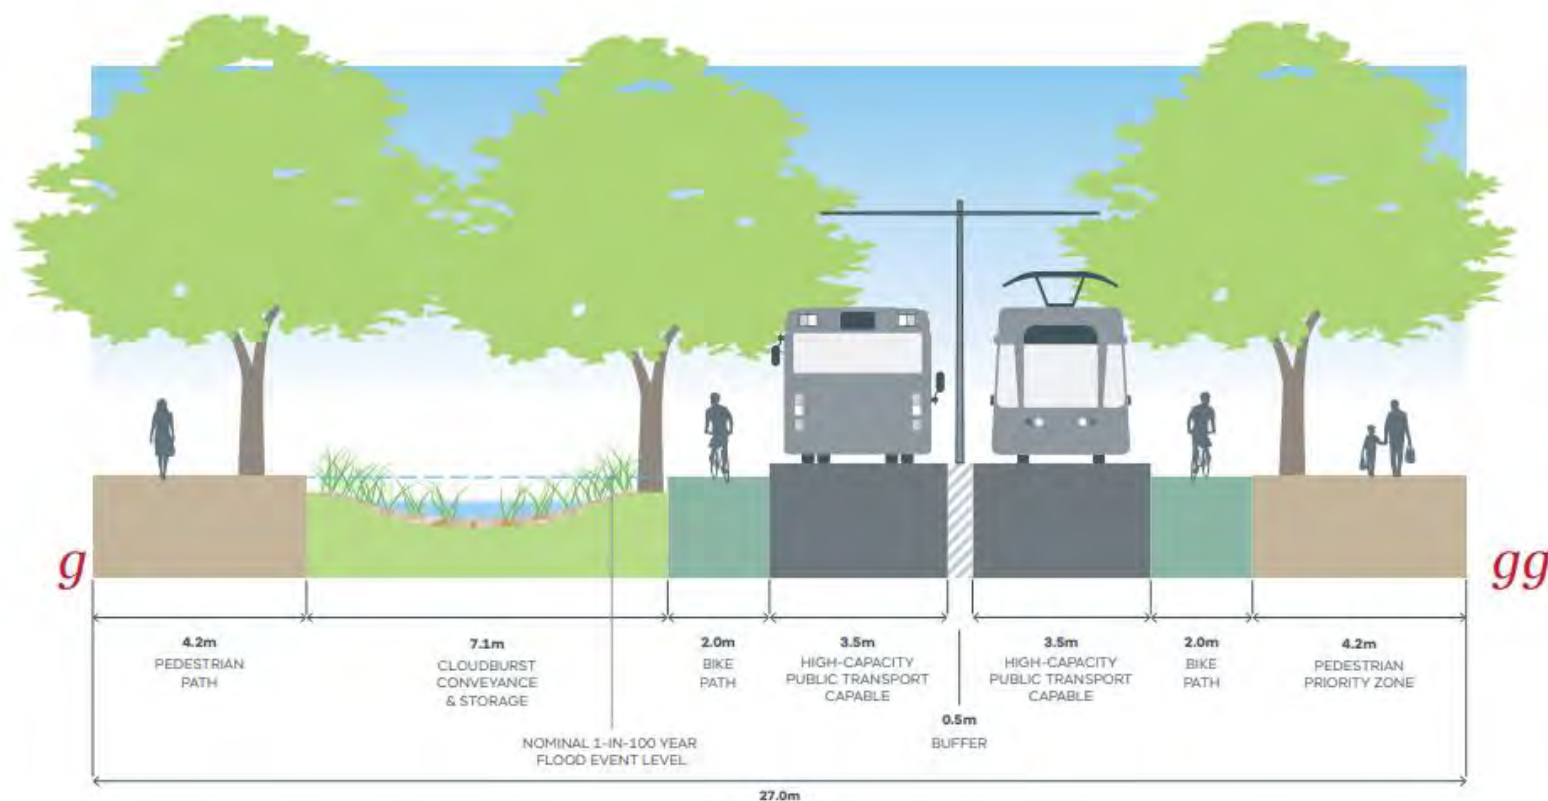 g
gg
4.2m
PEDESTRIAN
PATH
7.1m
CLOUDBURST
CONVEYANCE
& STORAGE
2.0m
BIKE
PATH
3.5m
HIGH-CAPACITY
PUBLIC TRANSPORT
CAPABLE
3.5m
HIGH-CAPACITY
PUBLIC TRANSPORT
CAPABLE
2.0m
BIKE
PATH
4.2m
PEDESTRIAN
PRIORITY ZONE
NOMINAL 1-IN-100 YEAR
FLOOD EVENT LEVEL
0.5m
BUFFER
27.0m